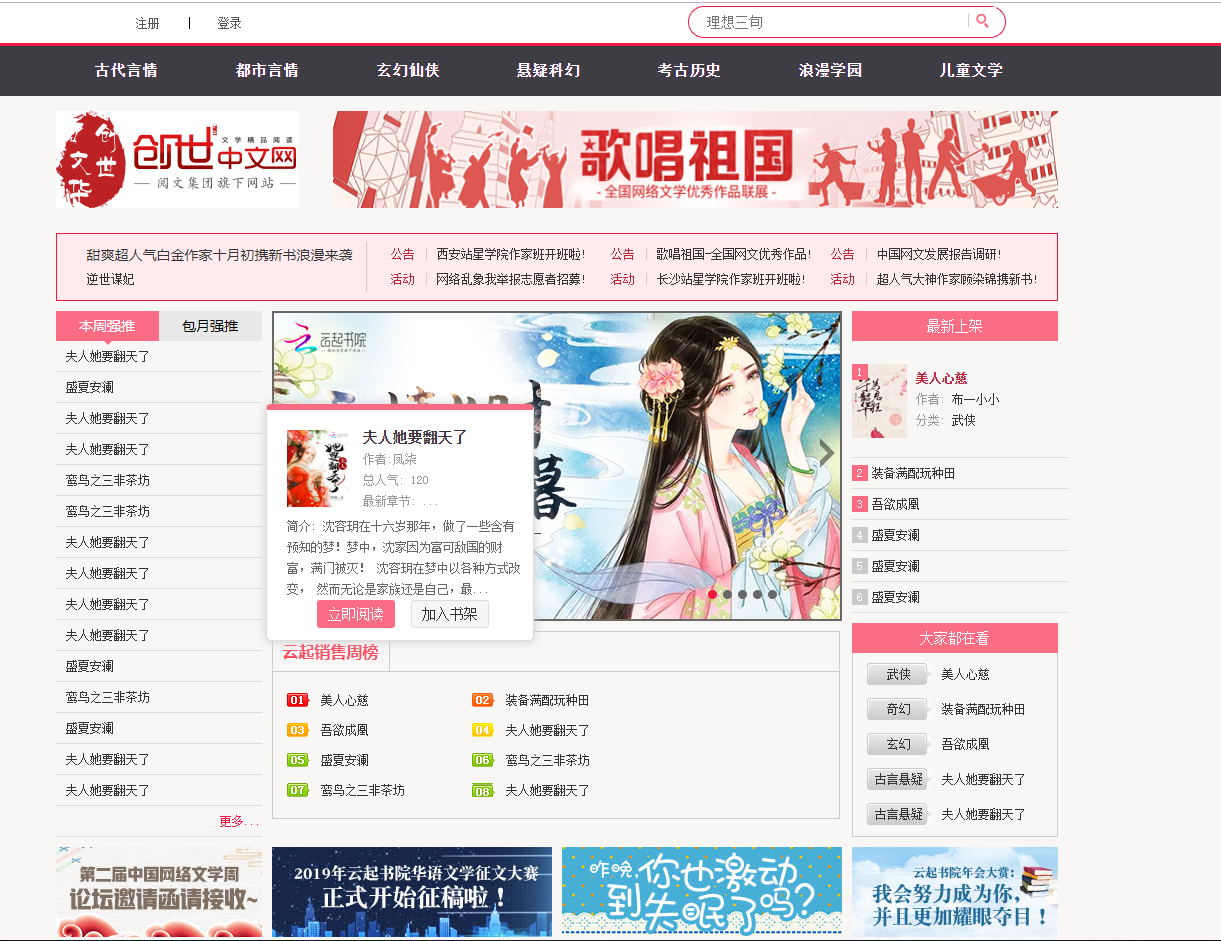 注册 | 登录
理想三旬
古代言情 都市言情 玄幻仙侠 悬疑科幻 考古历史 浪漫学园 儿童文学
创世文华
创世中文网
文学精品阅读
— 阅文集团旗下网站 —
歌唱祖国
- 全国网络文学优秀作品联展 -
甜爽超人气白金作家十月初携新书浪漫来袭
逆世谋妃
公告 西安站星学院作家班开班啦!
活动 网络乱象我举报志愿者招募!
公告 歌唱祖国-全国网文优秀作品!
活动 长沙站星学院作家班开班啦!
公告 中国网文发展报告调研!
活动 超人气大神作家顾染锦携新书!
本周强推 包月强推
夫人她要翻天了
盛夏安澜
夫人她要翻天了
夫人她要翻天了
鸾鸟之三非茶坊
鸾鸟之三非茶坊
夫人她要翻天了
夫人她要翻天了
夫人她要翻天了
夫人她要翻天了
盛夏安澜
鸾鸟之三非茶坊
盛夏安澜
夫人她要翻天了
夫人她要翻天了
更多...
云起书院
暮
夫人她要翻天了
作者:凤柒
总人气: 120
最新章节: ...
简介: 沈容玥在十六岁那年，做了一些含有
预知的梦! 梦中，沈家因为富可敌国的财
富，满门被灭! 沈容玥在梦中以各种方式改
变， 然而无论是家族还是自己，最...
立即阅读 加入书架
云起销售周榜
01 美人心慈
02 装备满配玩种田
03 吾欲成凰
04 夫人她要翻天了
05 盛夏安澜
06 鸾鸟之三非茶坊
07 鸾鸟之三非茶坊
08 夫人她要翻天了
最新上架
1
美人心慈
作者: 布一小小
分类: 武侠
2 装备满配玩种田
3 吾欲成凰
4 盛夏安澜
5 盛夏安澜
6 盛夏安澜
大家都在看
武侠 美人心慈
奇幻 装备满配玩种田
玄幻 吾欲成凰
古言悬疑 夫人她要翻天了
古言悬疑 夫人她要翻天了
第二届中国网络文学周
论坛邀请函请接收~
2019年云起书院华语文学征文大赛
正式开始征稿啦！
昨晚你也激动
到失眠了吗?
云起书院年会大赏:
我会努力成为你,
并且更加耀眼夺目！